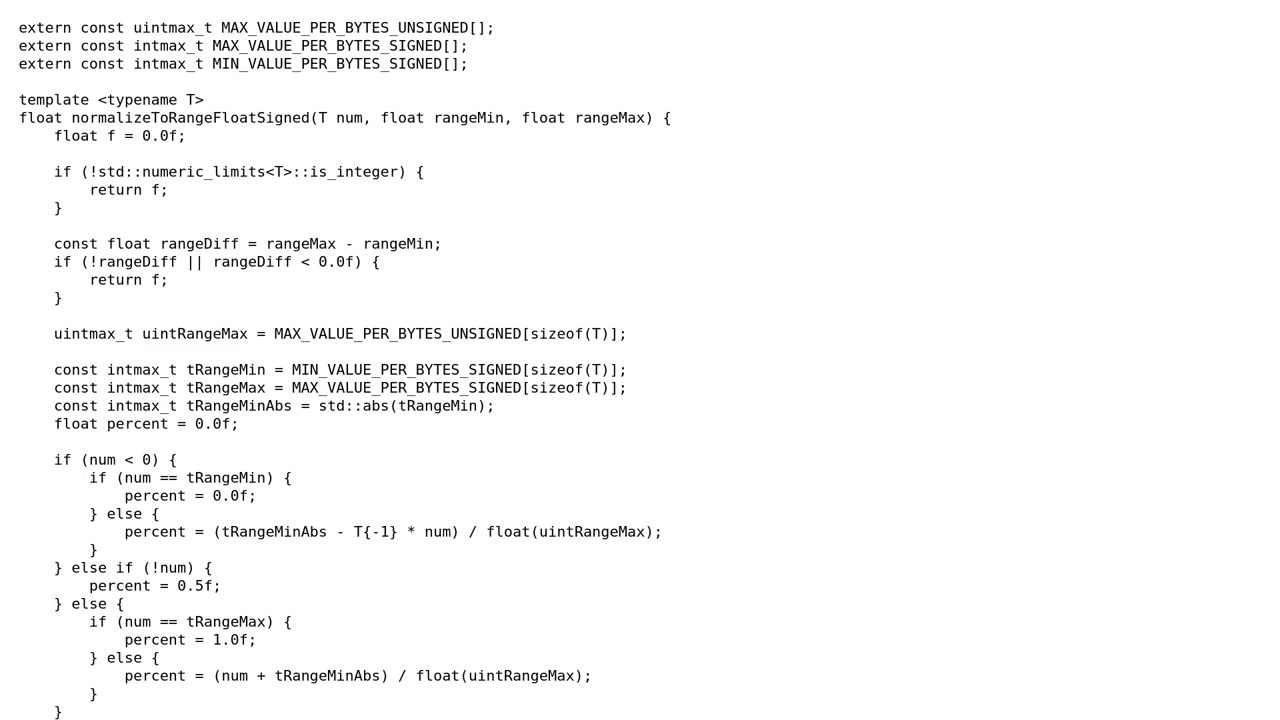 extern const uintmax_t MAX_VALUE_PER_BYTES_UNSIGNED[];
extern const intmax_t MAX_VALUE_PER_BYTES_SIGNED[];
extern const intmax_t MIN_VALUE_PER_BYTES_SIGNED[];

template <typename T>
float normalizeToRangeFloatSigned(T num, float rangeMin, float rangeMax) {
    float f = 0.0f;

    if (!std::numeric_limits<T>::is_integer) {
        return f;
    }

    const float rangeDiff = rangeMax - rangeMin;
    if (!rangeDiff || rangeDiff < 0.0f) {
        return f;
    }

    uintmax_t uintRangeMax = MAX_VALUE_PER_BYTES_UNSIGNED[sizeof(T)];

    const intmax_t tRangeMin = MIN_VALUE_PER_BYTES_SIGNED[sizeof(T)];
    const intmax_t tRangeMax = MAX_VALUE_PER_BYTES_SIGNED[sizeof(T)];
    const intmax_t tRangeMinAbs = std::abs(tRangeMin);
    float percent = 0.0f;

    if (num < 0) {
        if (num == tRangeMin) {
            percent = 0.0f;
        } else {
            percent = (tRangeMinAbs - T{-1} * num) / float(uintRangeMax);
        }
    } else if (!num) {
        percent = 0.5f;
    } else {
        if (num == tRangeMax) {
            percent = 1.0f;
        } else {
            percent = (num + tRangeMinAbs) / float(uintRangeMax);
        }
    }